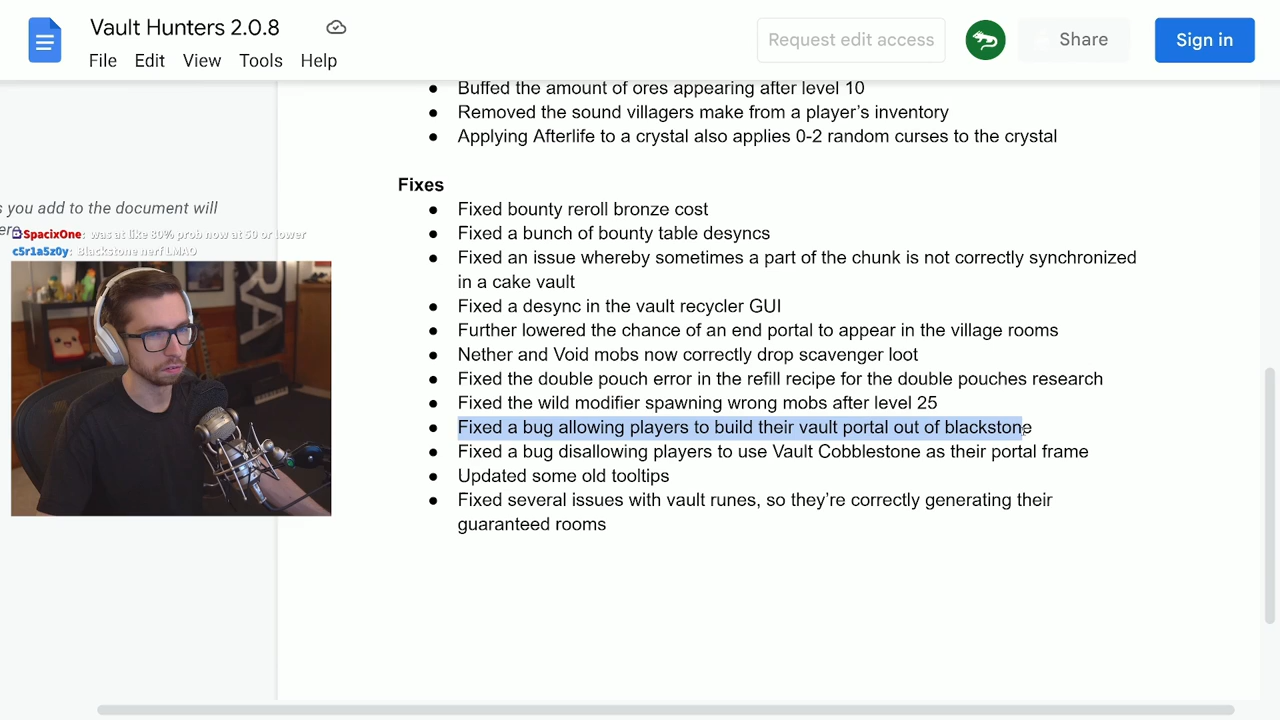 Vault Hunters 2.0.8
Request edit access
Share
Sign in
File Edit View Tools Help
● Buffed the amount of ores appearing after level 10
● Removed the sound villagers make from a player's inventory
● Applying Afterlife to a crystal also applies 0-2 random curses to the crystal
Fixes
● Fixed bounty reroll bronze cost
s you add to the document will
● Fixed a bunch of bounty table desyncs
SpacixOne: was at like 80% prob now at 50 or lower
c5r1a5z0y: Blackstone nerf LMAO
● Fixed an issue whereby sometimes a part of the chunk is not correctly synchronized
in a cake vault
● Fixed a desync in the vault recycler GUI
● Further lowered the chance of an end portal to appear in the village rooms
● Nether and Void mobs now correctly drop scavenger loot
● Fixed the double pouch error in the refill recipe for the double pouches research
● Fixed the wild modifier spawning wrong mobs after level 25
● Fixed a bug allowing players to build their vault portal out of blackstone
● Fixed a bug disallowing players to use Vault Cobblestone as their portal frame
● Updated some old tooltips
● Fixed several issues with vault runes, so they're correctly generating their
guaranteed rooms